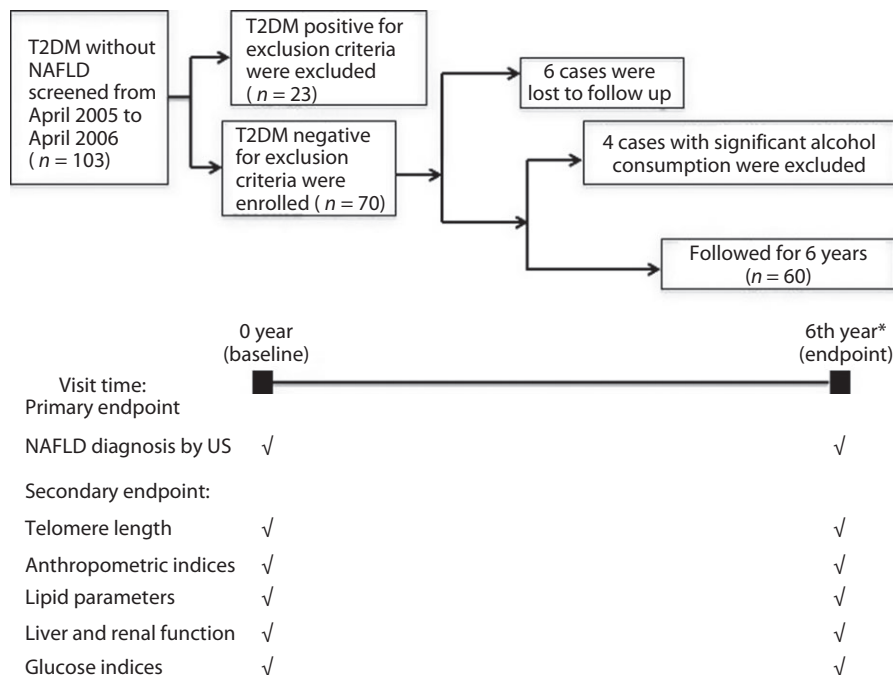 T2DM without
NAFLD
screened from
April 2005 to
April 2006
( n = 103)
T2DM positive for
exclusion criteria
were excluded
( n = 23)
T2DM negative
for exclusion
criteria were
enrolled ( n = 70)
6 cases were
lost to follow up
4 cases with significant alcohol
consumption were excluded
Followed for 6 years
(n = 60)
0 year
(baseline)
6th year*
(endpoint)
Visit time:
Primary endpoint
NAFLD diagnosis by US √ √
Secondary endpoint:
Telomere length √ √
Anthropometric indices √ √
Lipid parameters √ √
Liver and renal function √ √
Glucose indices √ √